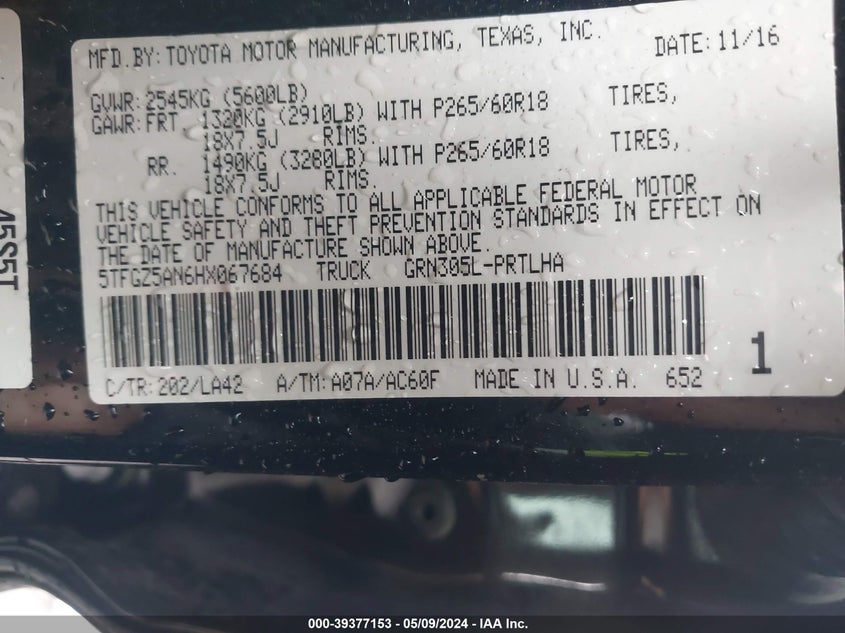 MFD.BY:TOYOTA MOTOR MANUFACTURING, TEXAS, INC. DATE:11/16
GVWR:2545KG (5600LB)
GAWR:FRT 1320KG (2910LB) WITH P265/60R18 TIRES,
18X7.5J RIMS.
RR. 1490KG (3280LB) WITH P265/60R18 TIRES,
18X7.5J RIMS.
THIS VEHICLE CONFORMS TO ALL APPLICABLE FEDERAL MOTOR
VEHICLE SAFETY AND THEFT PREVENTION STANDARDS IN EFFECT ON
THE DATE OF MANUFACTURE SHOWN ABOVE.
5TFGZ5AN6HX067684 TRUCK GRN305L-PRTLHA
C/TR:202/LA42 A/TM:A07A/AC60F MADE IN U.S.A. 652
1
45S5T
000-39377153 - 05/09/2024 - IAA Inc.